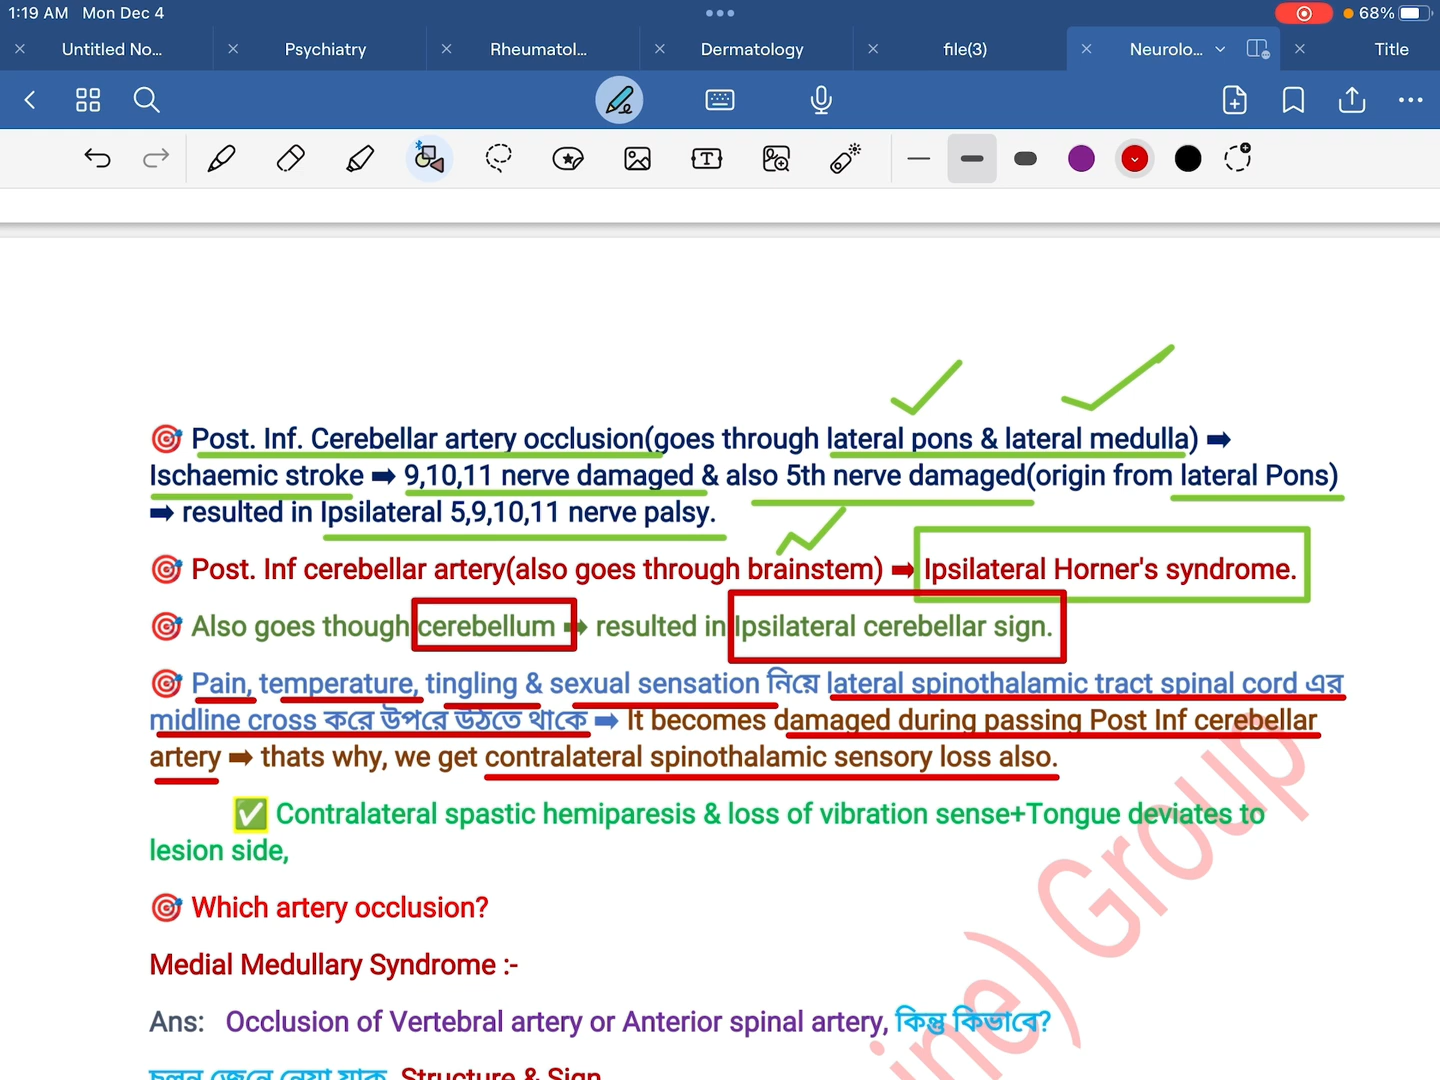 1:19 AM Mon Dec 4
68%
Untitled No... Psychiatry Rheumatol... Dermatology file(3) Neurolo... Title
🎯 Post. Inf. Cerebellar artery occlusion(goes through lateral pons & lateral medulla) ➡
Ischaemic stroke ➡ 9,10,11 nerve damaged & also 5th nerve damaged(origin from lateral Pons)
➡ resulted in Ipsilateral 5,9,10,11 nerve palsy.
🎯 Post. Inf cerebellar artery(also goes through brainstem) ➡ Ipsilateral Horner's syndrome.
🎯 Also goes though cerebellum ➡ resulted in Ipsilateral cerebellar sign.
🎯 Pain, temperature, tingling & sexual sensation নিয়ে lateral spinothalamic tract spinal cord এর
midline cross করে উপরে উঠতে থাকে ➡ It becomes damaged during passing Post Inf cerebellar
artery ➡ thats why, we get contralateral spinothalamic sensory loss also.
✅ Contralateral spastic hemiparesis & loss of vibration sense+Tongue deviates to
lesion side,
🎯 Which artery occlusion?
Medial Medullary Syndrome :-
Ans: Occlusion of Vertebral artery or Anterior spinal artery, কিন্তু কিভাবে?
চলুন জেনে নেয়া যাক Structure & Sign
ine) Group